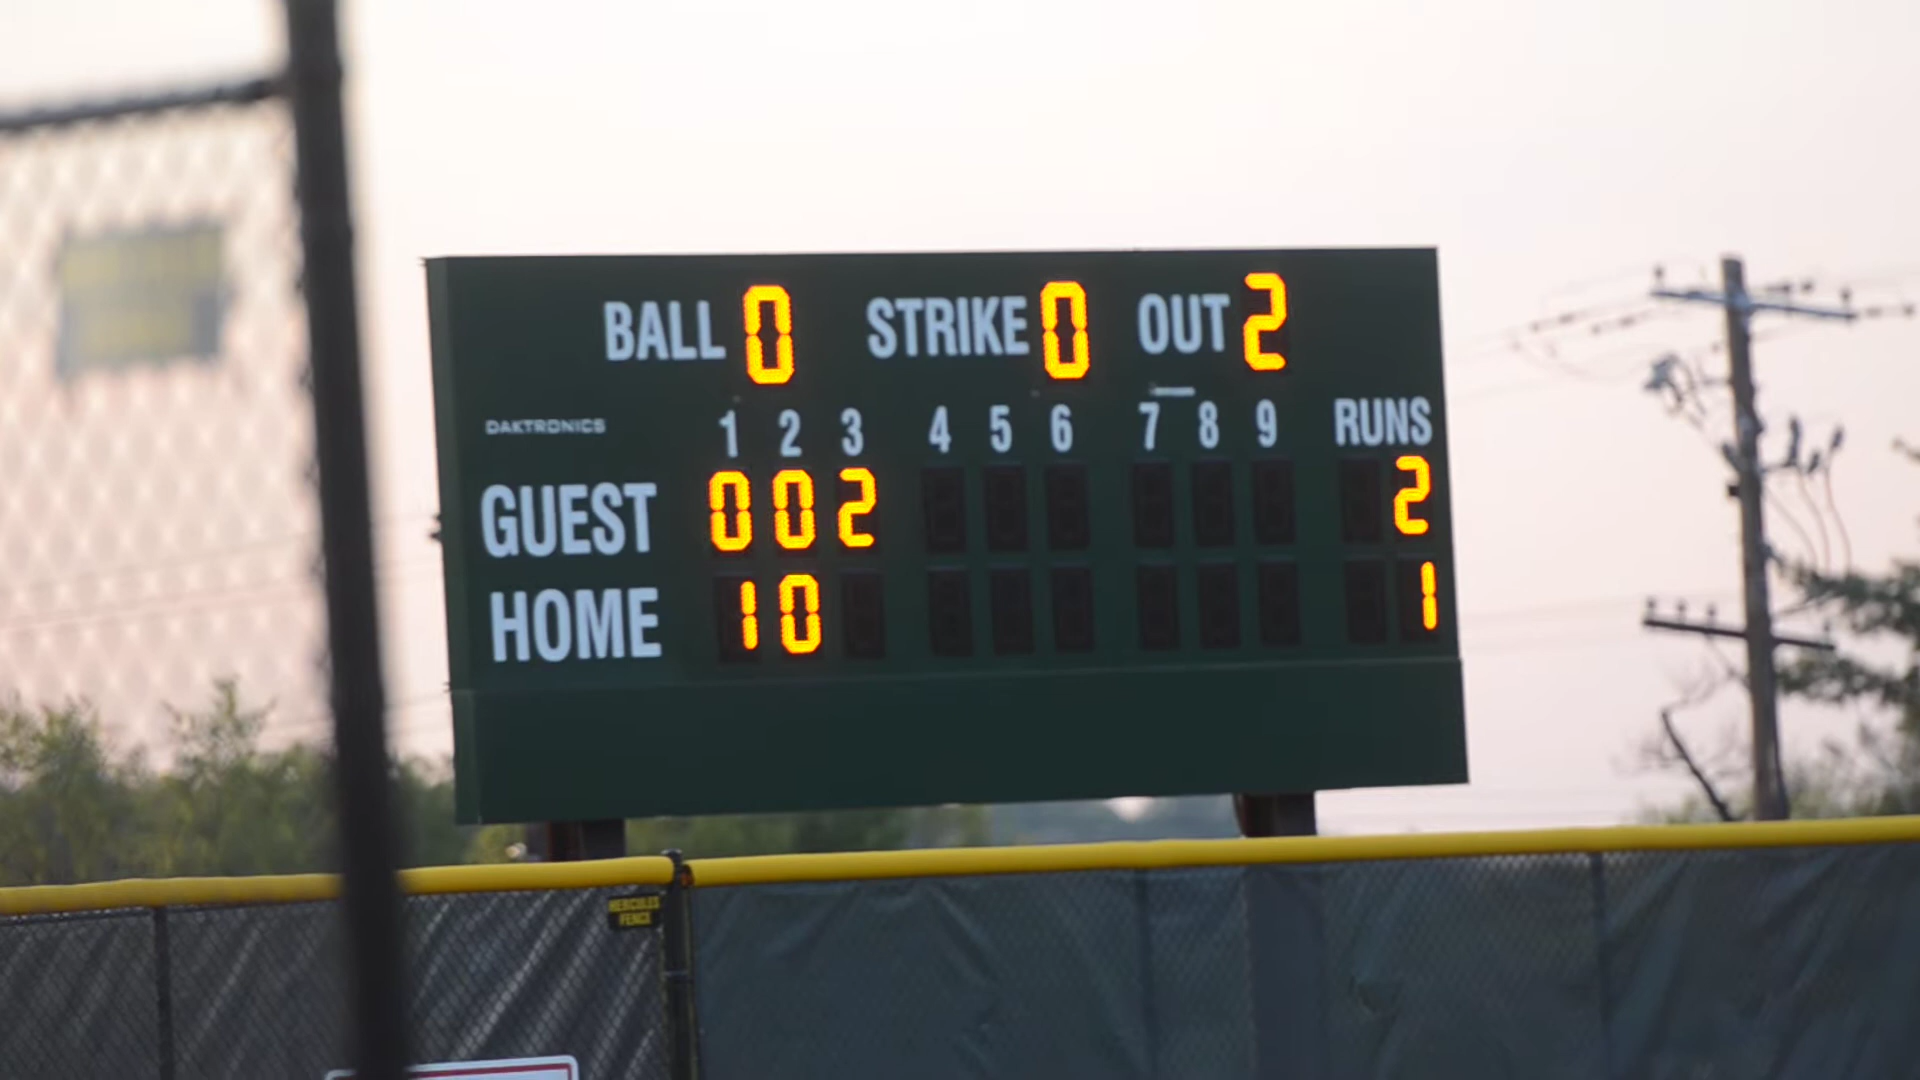 BALL 0 STRIKE 0 OUT 2
DAKTRONICS 1 2 3 4 5 6 7 8 9 RUNS
GUEST 0 0 2 2
HOME 1 0 1
HERCULES
FENCE